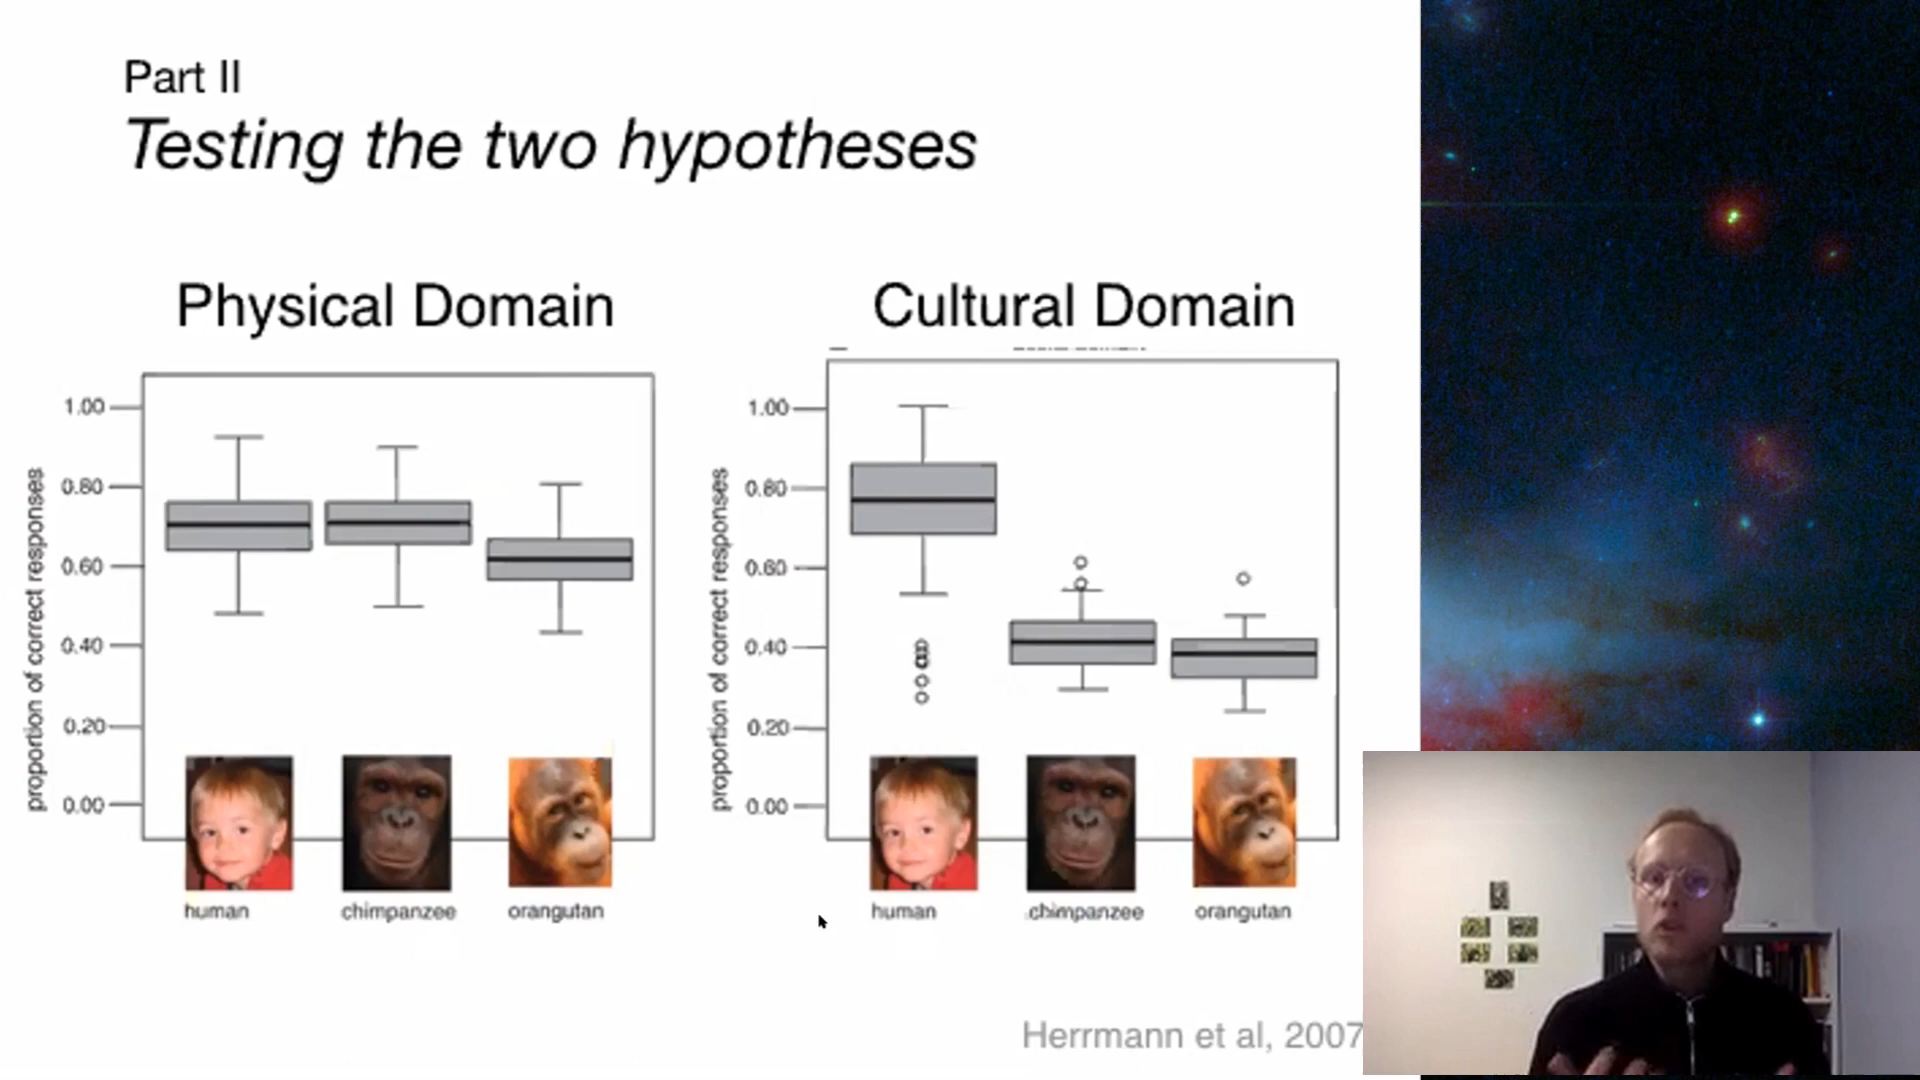 Part II
Testing the two hypotheses
Physical Domain
Cultural Domain
proportion of correct responses
1.00
0.80
0.60
0.40
0.20
0.00
human
chimpanzee
orangutan
proportion of correct responses
1.00
0.80
0.60
0.40
0.20
0.00
human
chimpanzee
orangutan
Herrmann et al, 2007